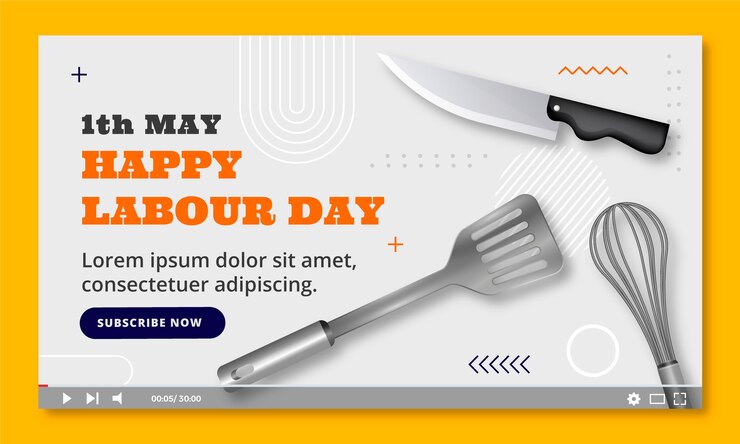 1th MAY
HAPPY
LABOUR DAY
Lorem ipsum dolor sit amet,
consectetuer adipiscing.
SUBSCRIBE NOW
00:05/ 30:00